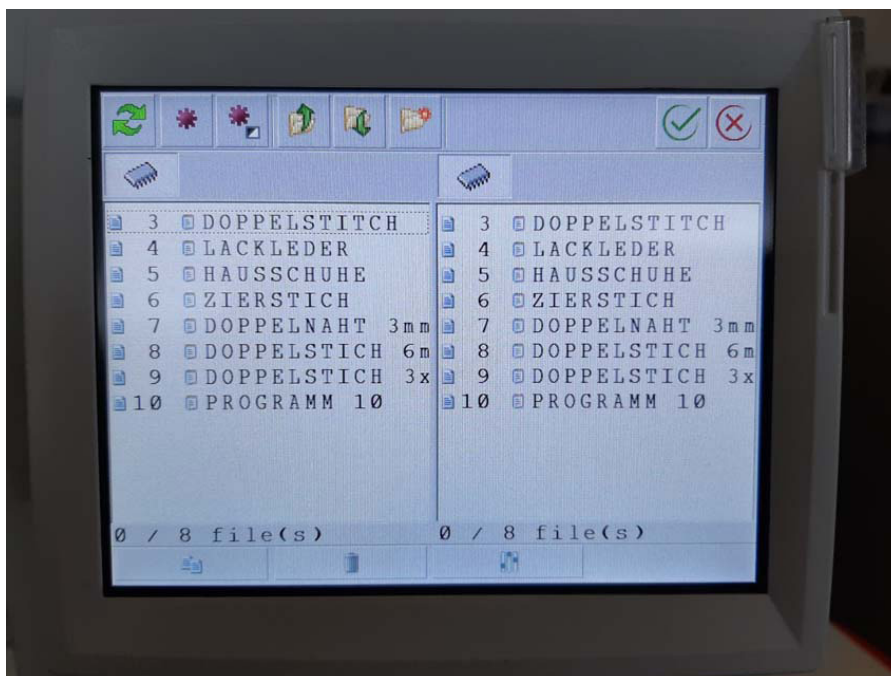 3 DOPPELSTITCH
4 LACKLEDER
5 HAUSSCHUHE
6 ZIERSTICH
7 DOPPELNAHT 3mm
8 DOPPELSTICH 6m
9 DOPPELSTICH 3x
10 PROGRAMM 10
0 / 8 file(s)
3 DOPPELSTITCH
4 LACKLEDER
5 HAUSSCHUHE
6 ZIERSTICH
7 DOPPELNAHT 3mm
8 DOPPELSTICH 6m
9 DOPPELSTICH 3x
10 PROGRAMM 10
0 / 8 file(s)